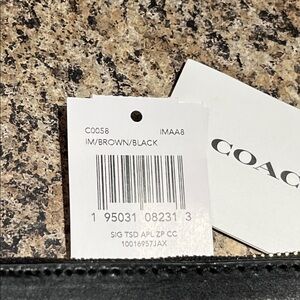 C0058 IMAA8
IM/BROWN/BLACK
1 95031 08231 3
SIG TSD APL ZP CC
10016957JAX
COAC